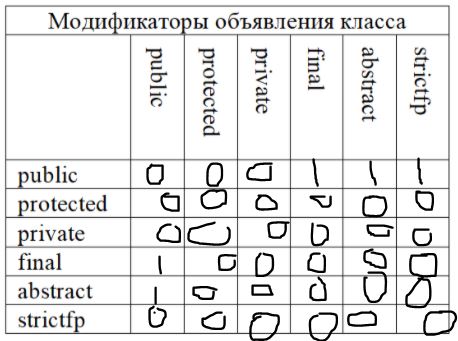 Модификаторы объявления класса
public protected private final abstract strictfp
public 0 0 0 1 1 1
protected 0 0 0 0 0 0
private 0 0 0 0 0 0
final 1 0 0 0 0 0
abstract 1 0 0 0 0 0
strictfp 0 0 0 0 0 0